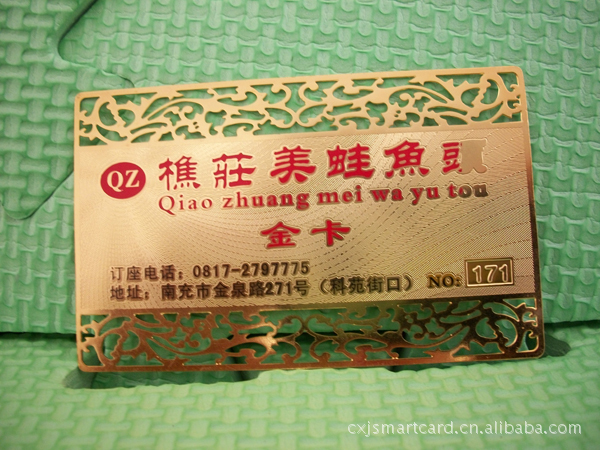 QZ 樵莊 美蛙魚頭
Qiao zhuang mei wa yu tou
金卡
订座电话：0817-2797775
地址：南充市金泉路271号（科苑街口） NO: 171
cxjsmartcard.cn.alibaba.com